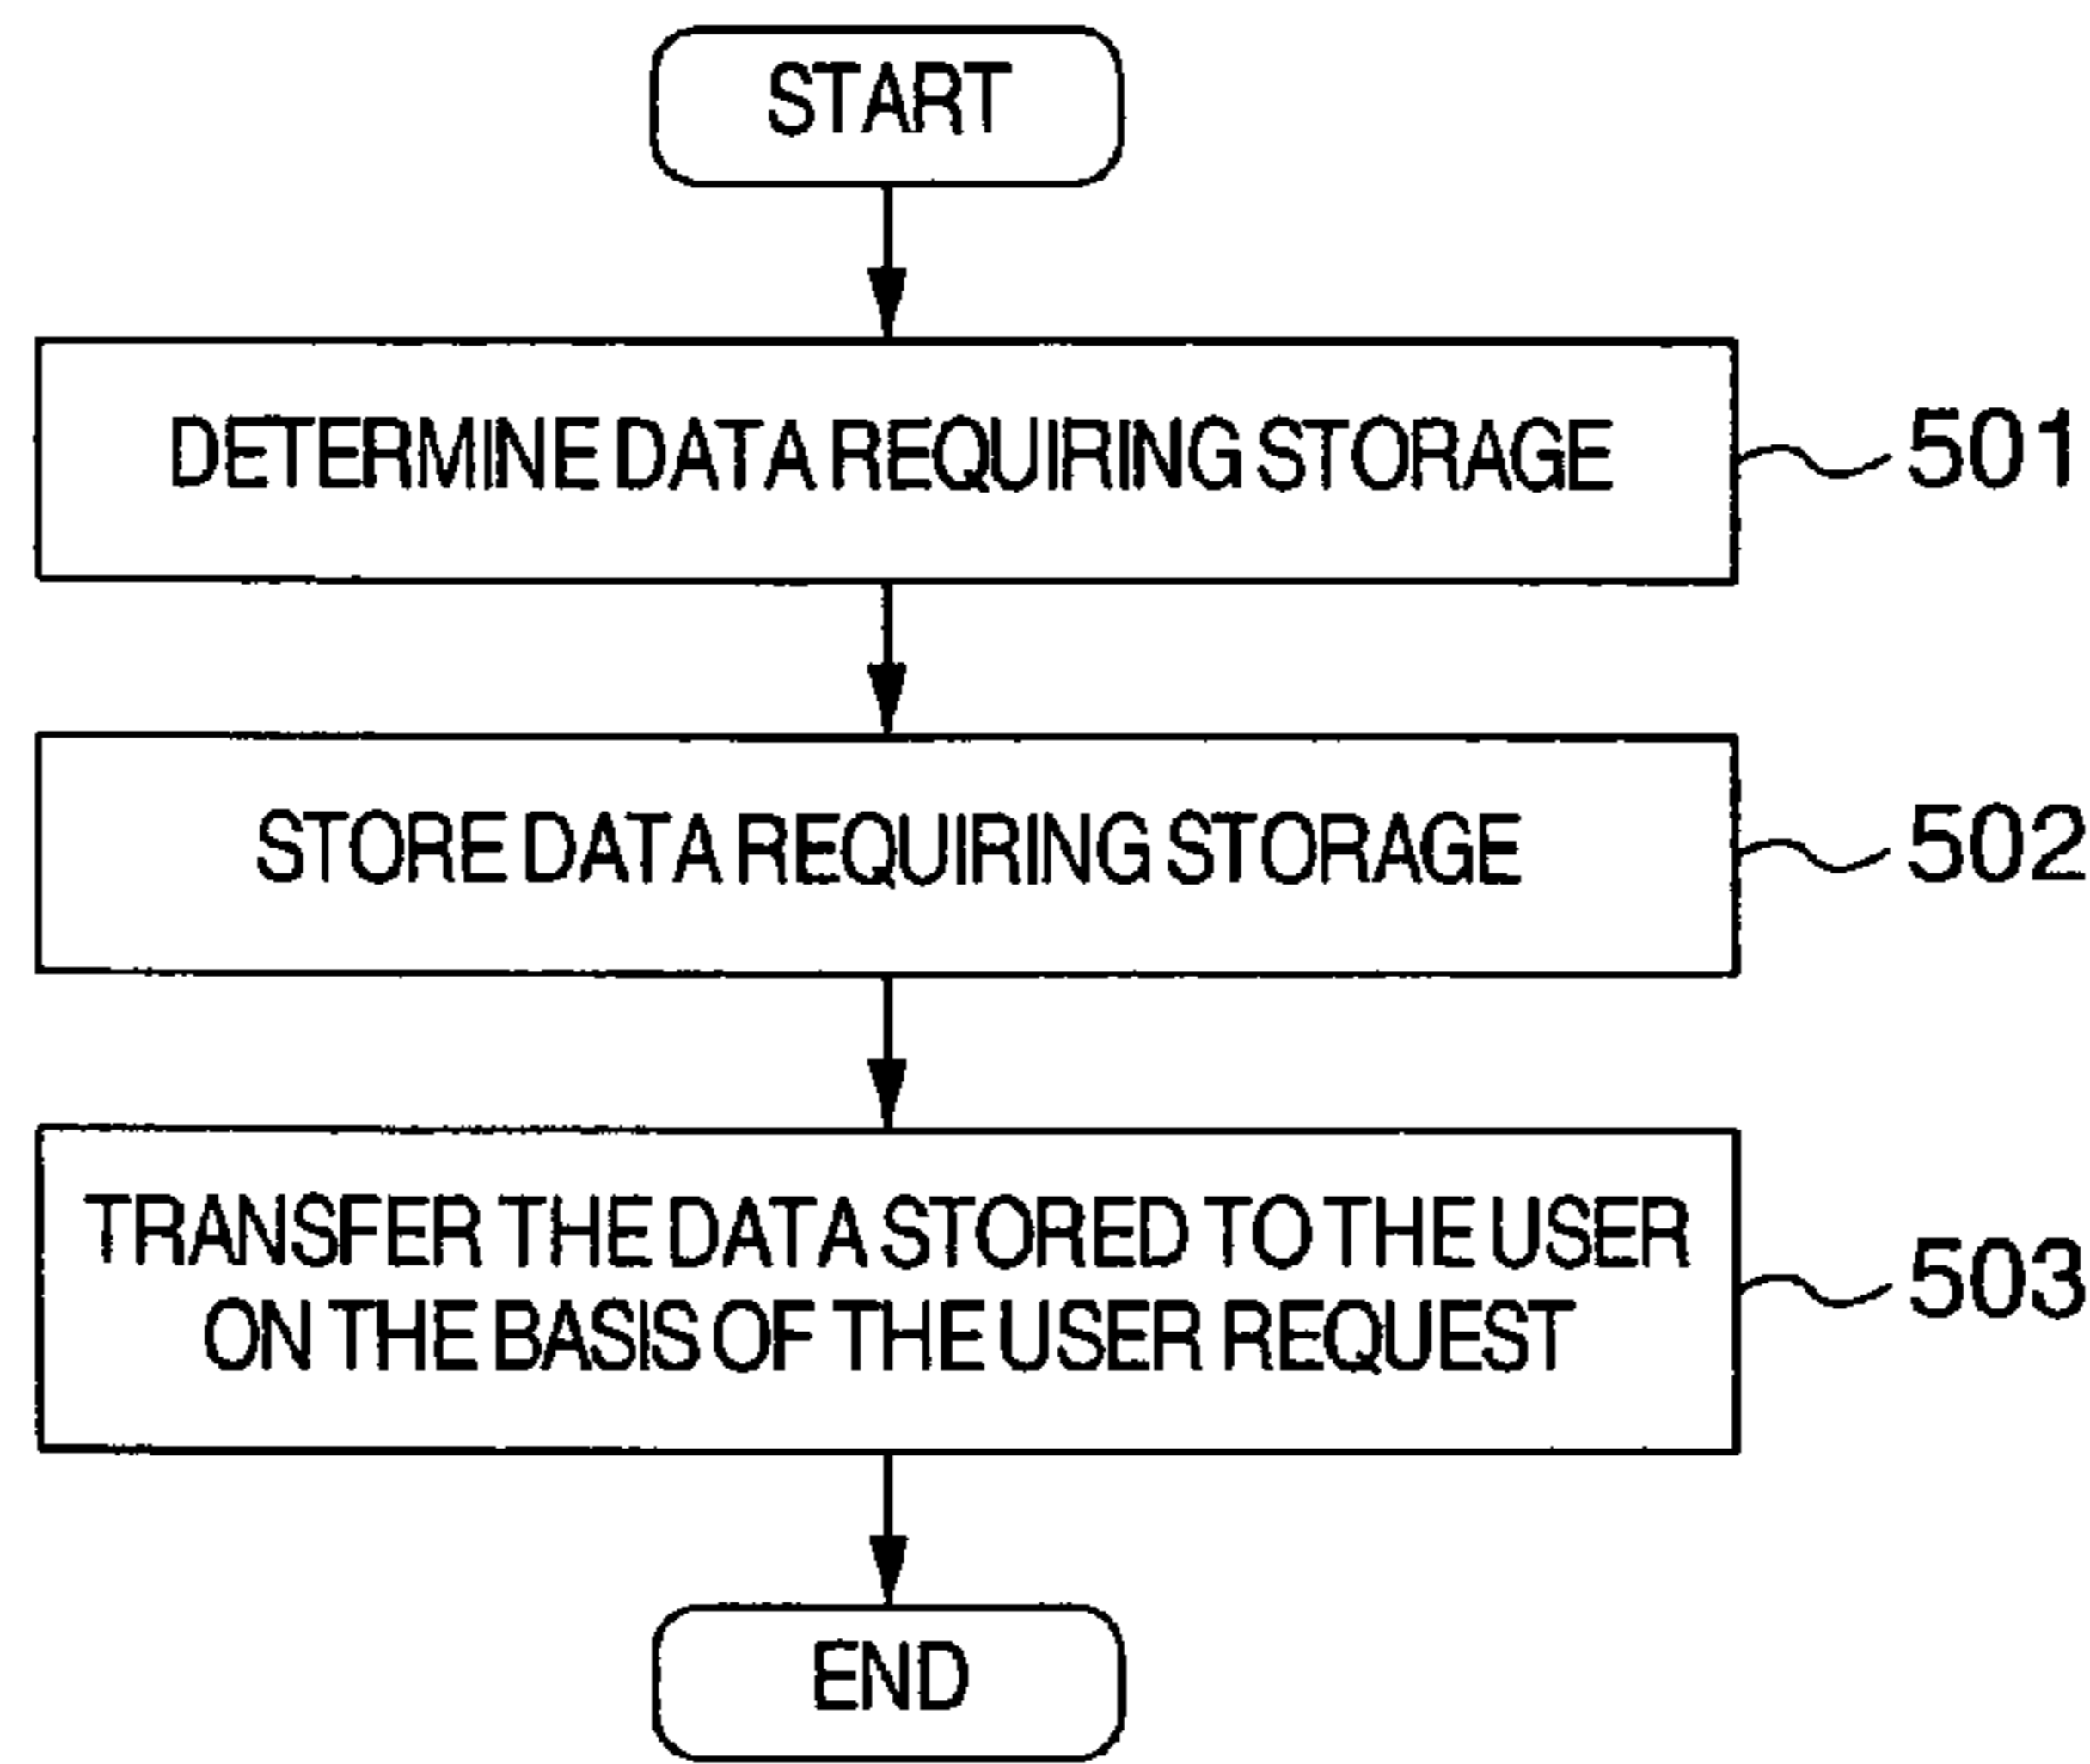 START
DETERMINE DATA REQUIRING STORAGE
501
STORE DATA REQUIRING STORAGE
502
TRANSFER THE DATA STORED TO THE USER
ON THE BASIS OF THE USER REQUEST
503
END